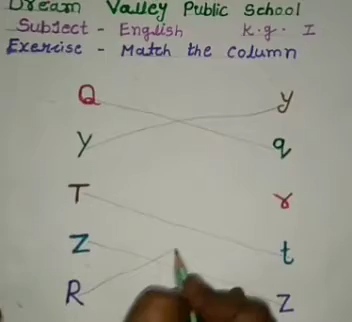 Dream Valley Public School
Subject - English K.g. I
Exercise - Match the column
Q y
Y q
T r
Z t
R z